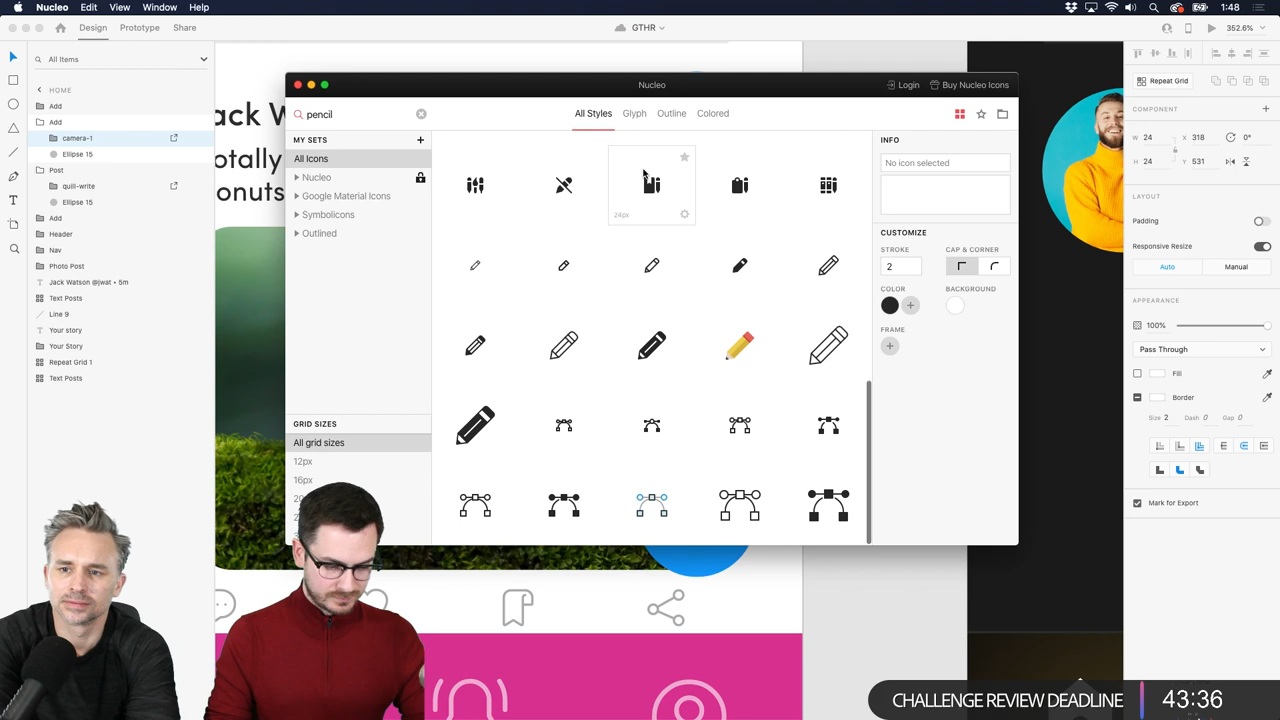 Nucleo Edit View Window Help 1:48
Design Prototype Share GTHR 352.6%
All Items
HOME
Add
Add
camera-1
Ellipse 15
Post
quill-write
Ellipse 15
Add
Header
Nav
Photo Post
Jack Watson @jwat • 5m
Text Posts
Line 9
Your story
Your Story
Repeat Grid 1
Text Posts
ack W
otally
onuts
Nucleo
Login Buy Nucleo Icons
pencil
All Styles Glyph Outline Colored
MY SETS
All Icons
Nucleo
Google Material Icons
Symbolicons
Outlined
GRID SIZES
All grid sizes
12px
16px
24px
INFO
No icon selected
CUSTOMIZE
STROKE CAP & CORNER
2
COLOR BACKGROUND
FRAME
Repeat Grid
COMPONENT
W 24 X 318 0°
H 24 Y 531
LAYOUT
Padding
Responsive Resize
Auto Manual
APPEARANCE
100%
Pass Through
Fill
Border
Size 2 Dash 0 Gap 0
Mark for Export
CHALLENGE REVIEW DEADLINE 43:36